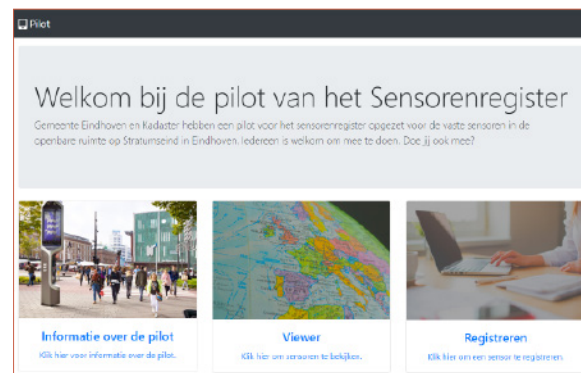 Pilot
Welkom bij de pilot van het Sensorenregister
Gemeente Eindhoven en Kadaster hebben een pilot voor het sensorenregister opgezet voor de vaste sensoren in de
openbare ruimte op Stratumseind in Eindhoven. Iedereen is welkom om mee te doen. Doe jij ook mee?
Informatie over de pilot
Viewer
Registreren
Klik hier voor informatie over de pilot.
Klik hier om sensoren te bekijken.
Klik hier om een sensor te registreren.